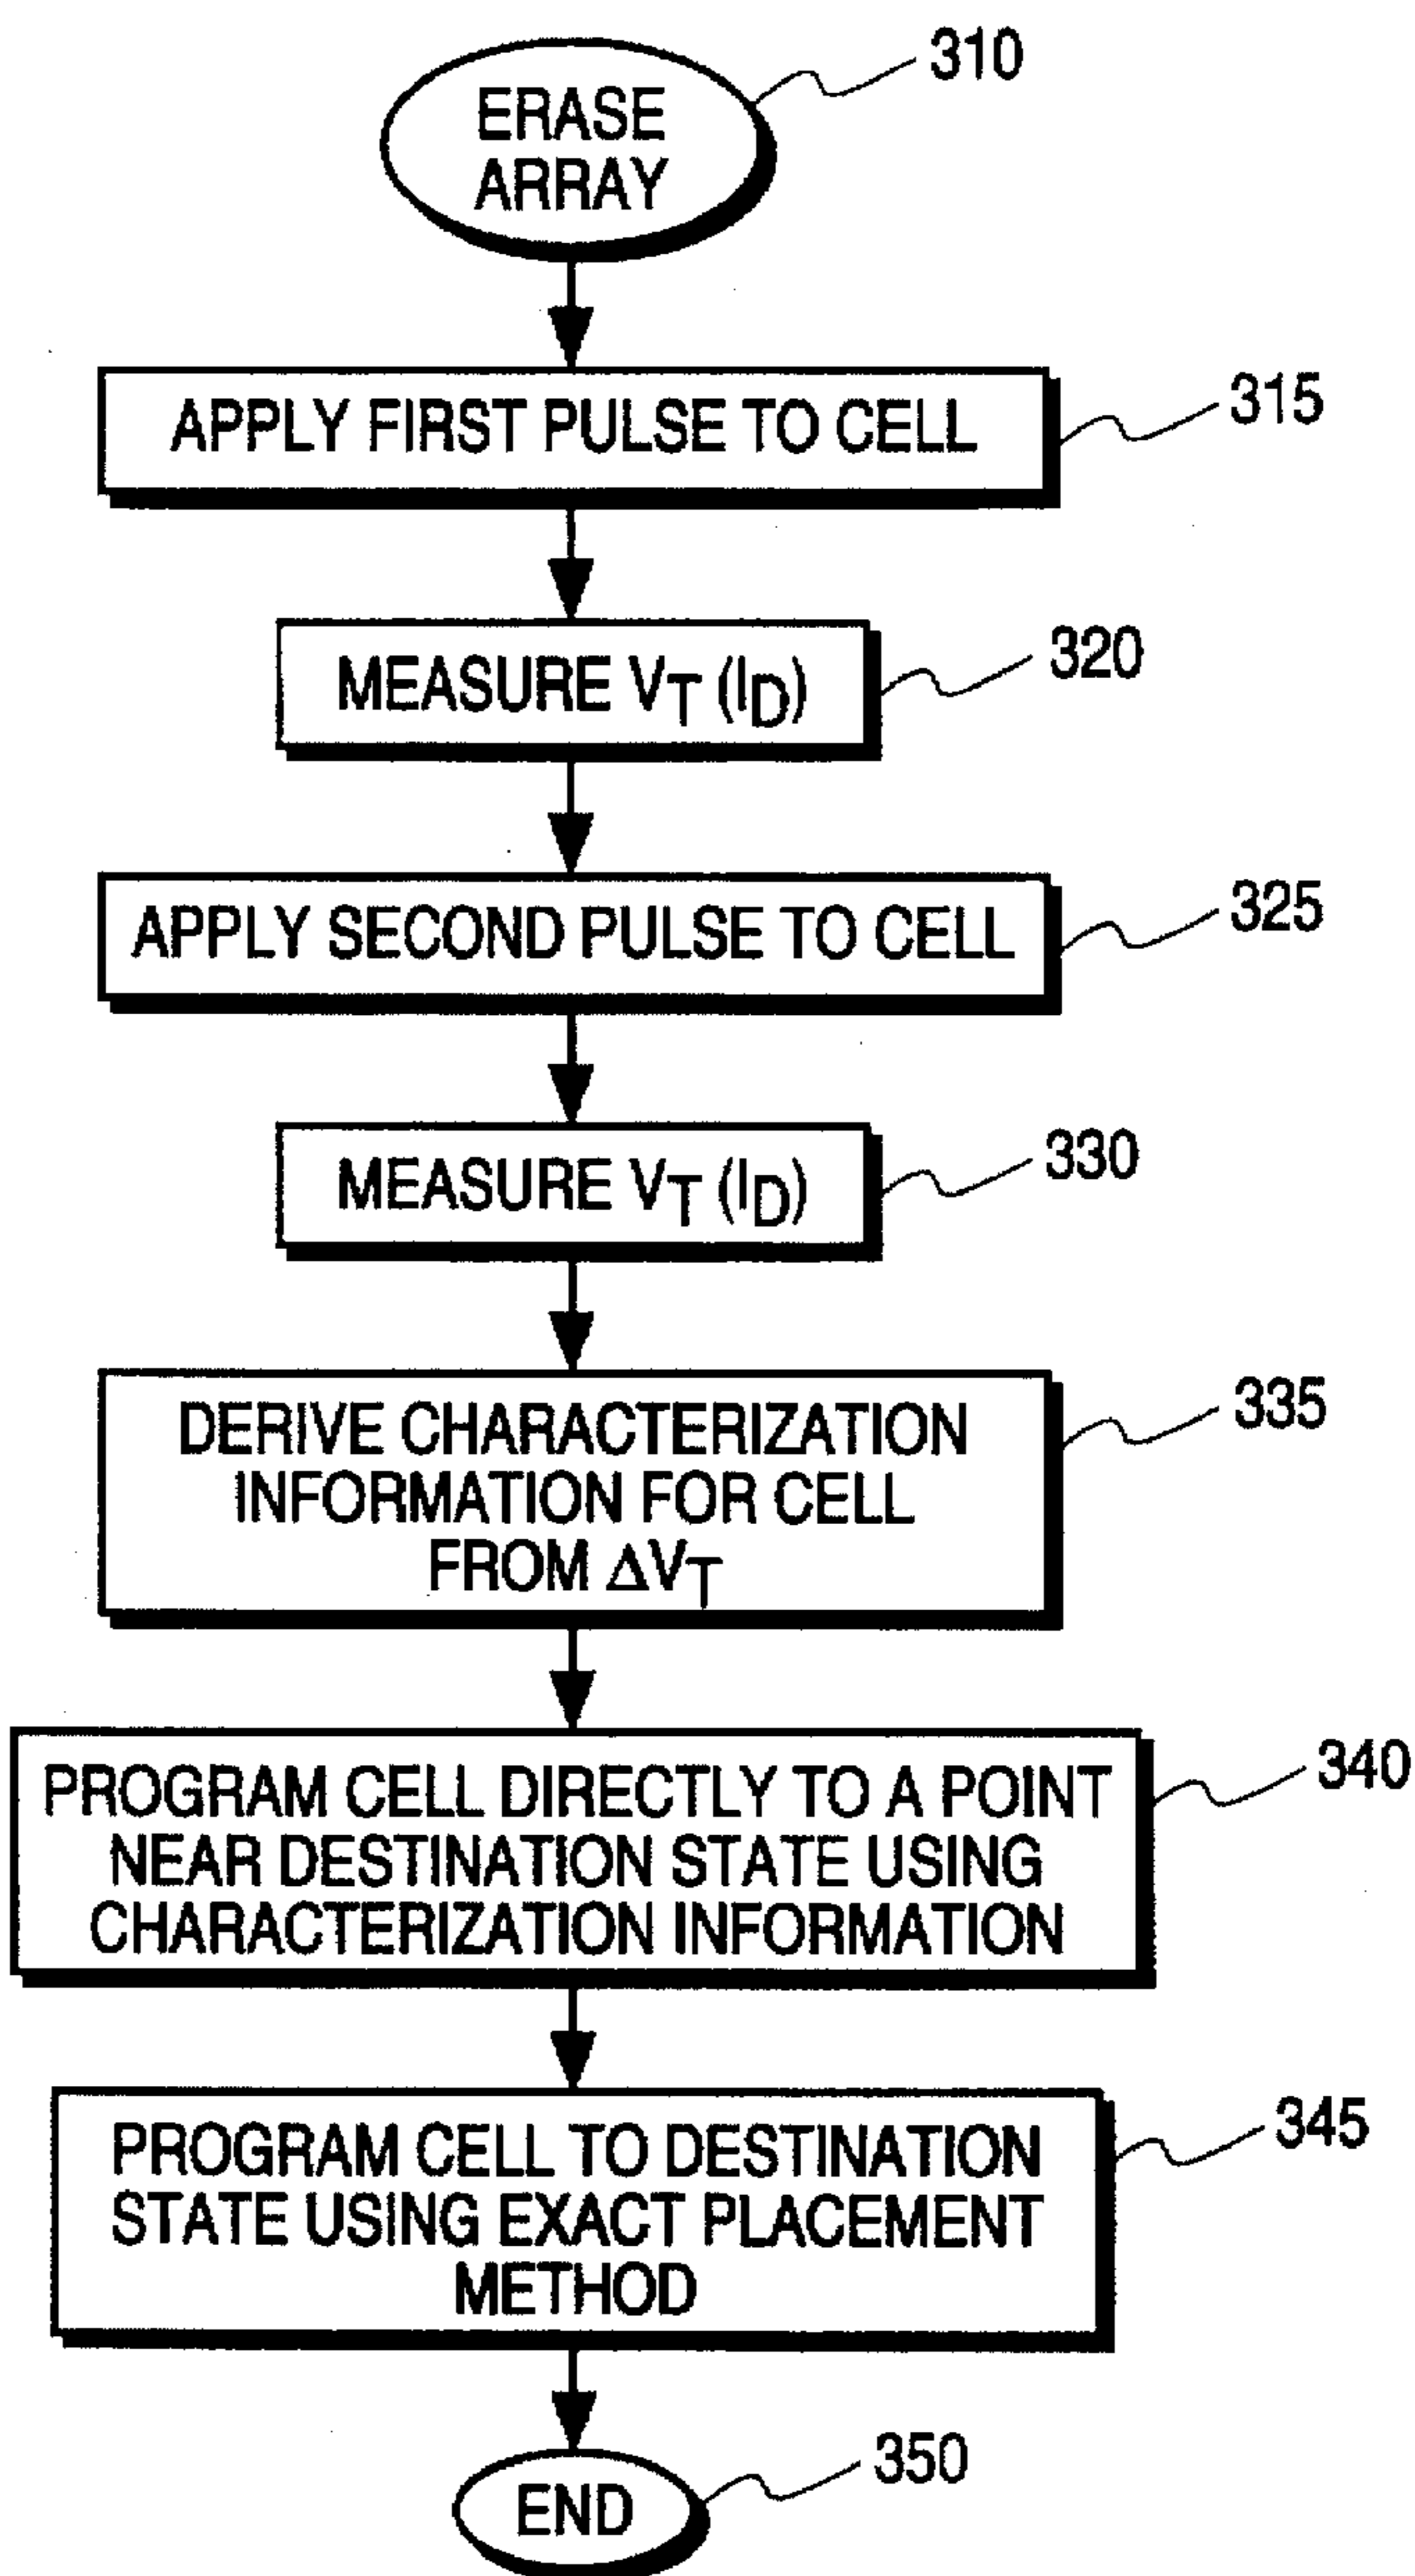 310
ERASE
ARRAY
APPLY FIRST PULSE TO CELL
315
MEASURE VT (ID)
320
APPLY SECOND PULSE TO CELL
325
MEASURE VT (ID)
330
DERIVE CHARACTERIZATION
INFORMATION FOR CELL
FROM ΔVT
335
PROGRAM CELL DIRECTLY TO A POINT
NEAR DESTINATION STATE USING
CHARACTERIZATION INFORMATION
340
PROGRAM CELL TO DESTINATION
STATE USING EXACT PLACEMENT
METHOD
345
END
350